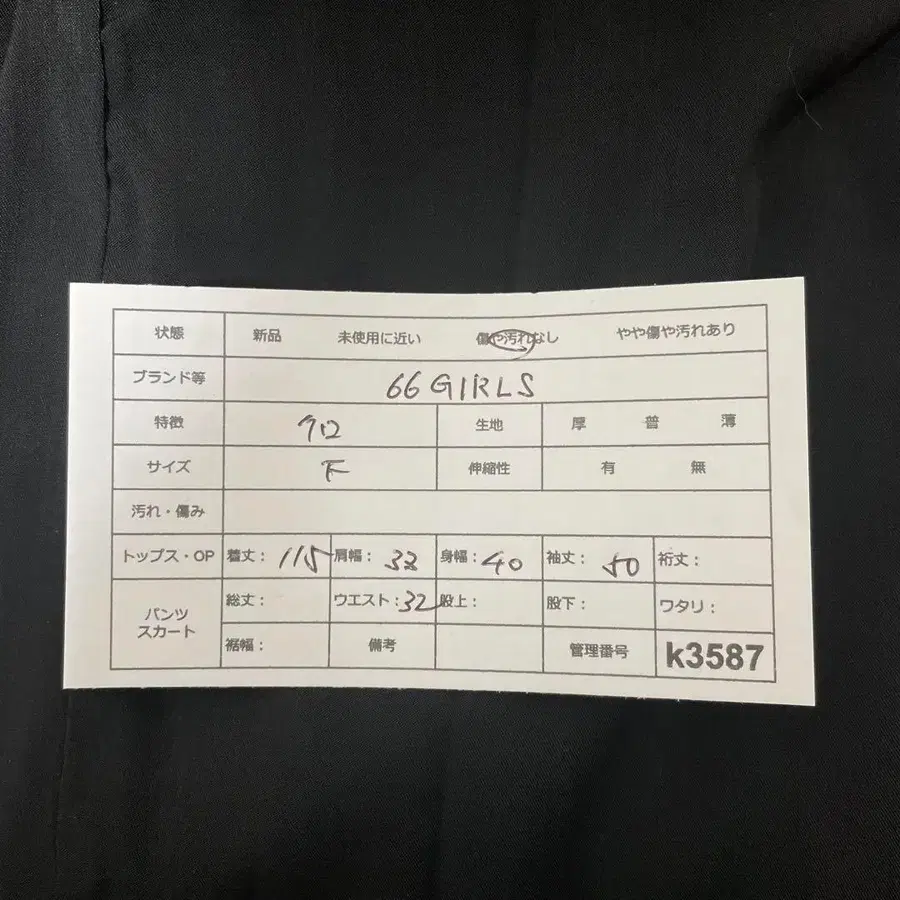 状態 新品 未使用に近い 傷や汚れなし やや傷や汚れあり
ブランド等 66GIRLS
特徴 クロ 生地 厚 普 薄
サイズ 下 伸縮性 有 無
汚れ・傷み
トップス・OP 着丈: 115 肩幅: 33 身幅: 40 袖丈: 50 裄丈:
パンツ スカート 総丈: ウエスト: 32 股上: 股下: ワタリ:
裾幅: 備考 管理番号 k3587